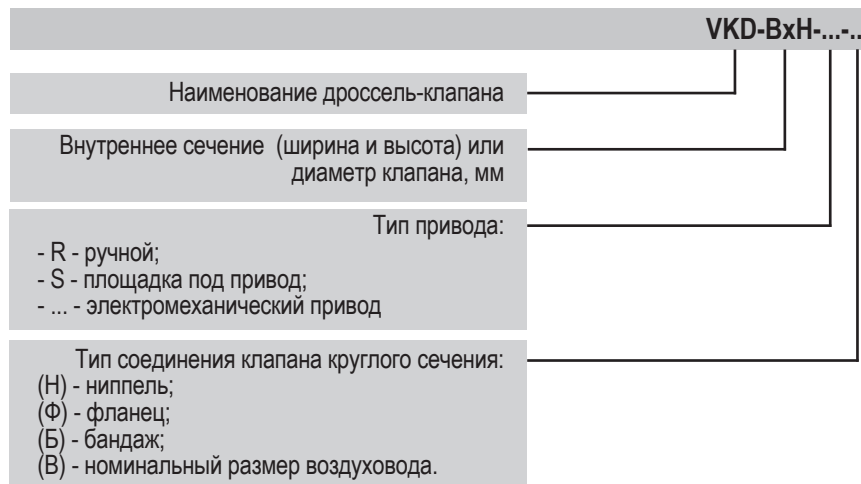 VKD-BxH-...-..
Наименование дроссель-клапана
Внутреннее сечение (ширина и высота) или
диаметр клапана, мм
Тип привода:
- R - ручной;
- S - площадка под привод;
- ... - электромеханический привод
Тип соединения клапана круглого сечения:
(Н) - ниппель;
(Ф) - фланец;
(Б) - бандаж;
(В) - номинальный размер воздуховода.